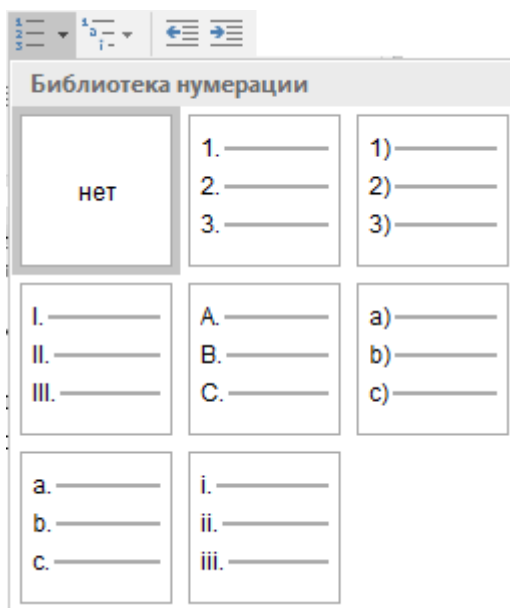 Библиотека нумерации
нет
1.
2.
3.
1)
2)
3)
I.
II.
III.
A.
B.
C.
a)
b)
c)
a.
b.
c.
i.
ii.
iii.